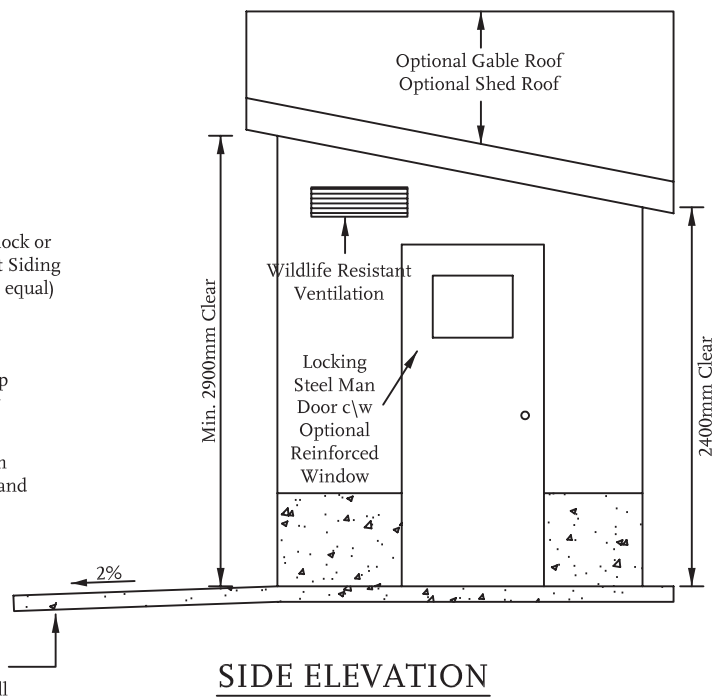 Optional Gable Roof
Optional Shed Roof
ock or
Siding
equal)
Wildlife Resistant
Ventilation
Min. 2900mm Clear
2400mm Clear
Locking
Steel Man
Door c\w
Optional
Reinforced
Window
and
2%
SIDE ELEVATION